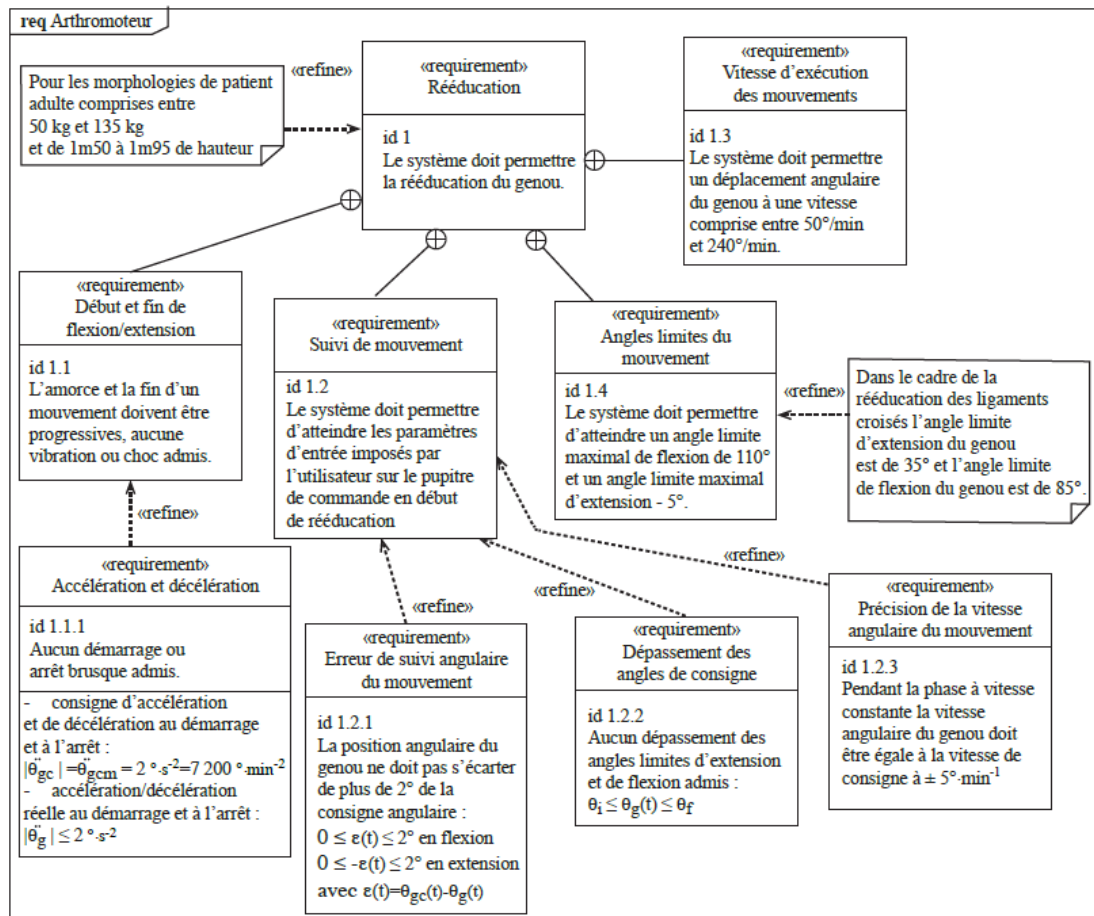 req Arthromoteur
Pour les morphologies de patient
adulte comprises entre
50 kg et 135 kg
et de 1m50 à 1m95 de hauteur
«refine»
«requirement»
Rééducation
id 1
Le système doit permettre
la rééducation du genou.
«requirement»
Vitesse d’exécution
des mouvements
id 1.3
Le système doit permettre
un déplacement angulaire
du genou à une vitesse
comprise entre 50°/min
et 240°/min.
«requirement»
Début et fin de
flexion/extension
id 1.1
L’amorce et la fin d’un
mouvement doivent être
progressives, aucune
vibration ou choc admis.
«requirement»
Suivi de mouvement
id 1.2
Le système doit permettre
d’atteindre les paramètres
d’entrée imposés par
l’utilisateur sur le pupitre
de commande en début
de rééducation
«requirement»
Angles limites du
mouvement
id 1.4
Le système doit permettre
d’atteindre un angle limite
maximal de flexion de 110°
et un angle limite maximal
d’extension - 5°.
«refine»
Dans le cadre de la
rééducation des ligaments
croisés l’angle limite
d’extension du genou
est de 35° et l’angle limite
de flexion du genou est de 85°.
«refine»
«refine»
«refine»
«refine»
«requirement»
Accélération et décélération
id 1.1.1
Aucun démarrage ou
arrêt brusque admis.
- consigne d’accélération
et de décélération au démarrage
et à l’arrêt :
|θ̈gc| =θ̈gcm = 2 °·s-2=7 200 °·min-2
- accélération/décélération
réelle au démarrage et à l’arrêt :
|θ̈g| ≤ 2 °·s-2
«requirement»
Erreur de suivi angulaire
du mouvement
id 1.2.1
La position angulaire du
genou ne doit pas s’écarter
de plus de 2° de la
consigne angulaire :
0 ≤ ε(t) ≤ 2° en flexion
0 ≤ -ε(t) ≤ 2° en extension
avec ε(t)=θgc(t)-θg(t)
«requirement»
Dépassement des
angles de consigne
id 1.2.2
Aucun dépassement des
angles limites d’extension
et de flexion admis :
θi ≤ θg(t) ≤ θf
«requirement»
Précision de la vitesse
angulaire du mouvement
id 1.2.3
Pendant la phase à vitesse
constante la vitesse
angulaire du genou doit
être égale à la vitesse de
consigne à ± 5°·min-1